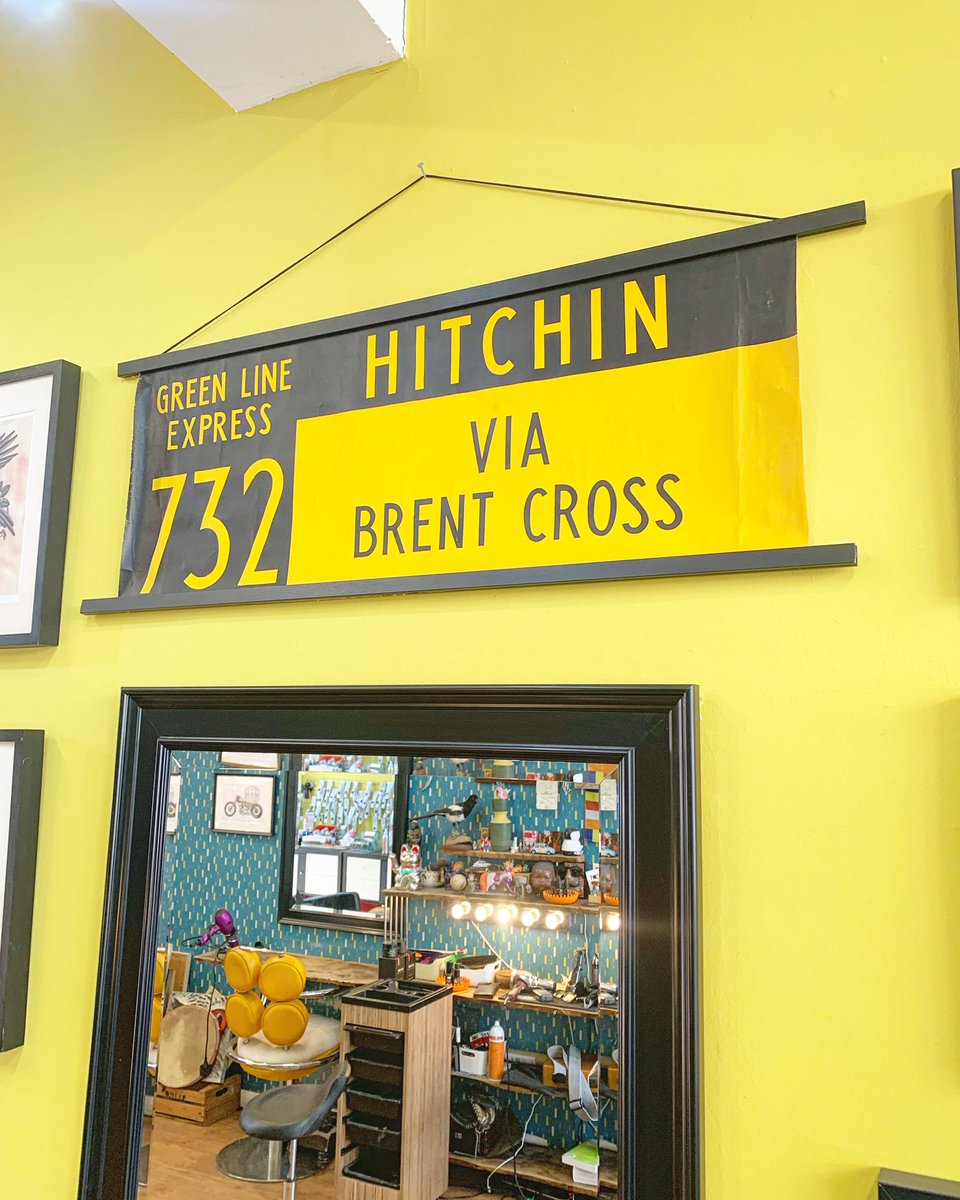 HITCHIN
GREEN LINE
EXPRESS
732
VIA
BRENT CROSS